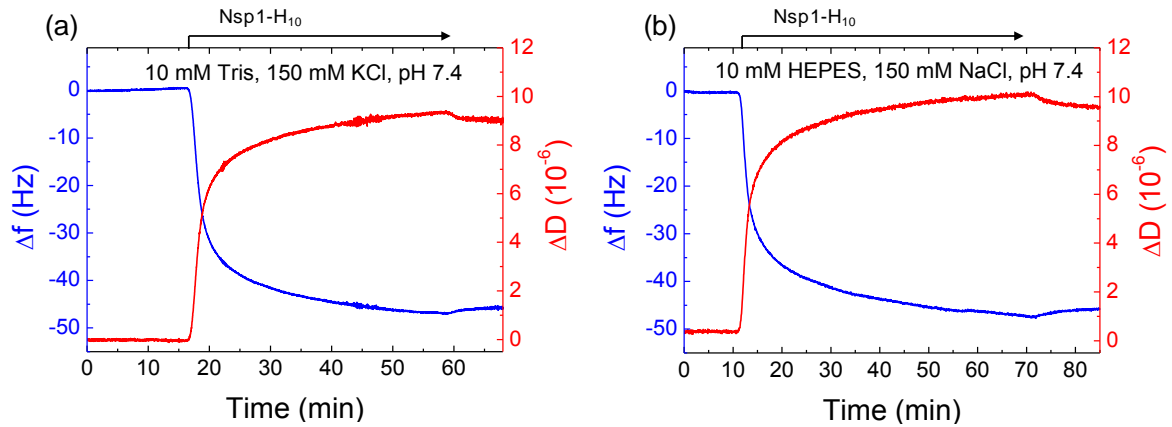 (a)
Nsp1-H10
10 mM Tris, 150 mM KCl, pH 7.4
0
-10
-20
-30
-40
-50
Δf (Hz)
12
10
8
6
4
2
0
ΔD (10-6)
0 10 20 30 40 50 60
Time (min)
(b)
Nsp1-H10
10 mM HEPES, 150 mM NaCl, pH 7.4
0
-10
-20
-30
-40
-50
Δf (Hz)
12
10
8
6
4
2
0
ΔD (10-6)
0 10 20 30 40 50 60 70 80
Time (min)